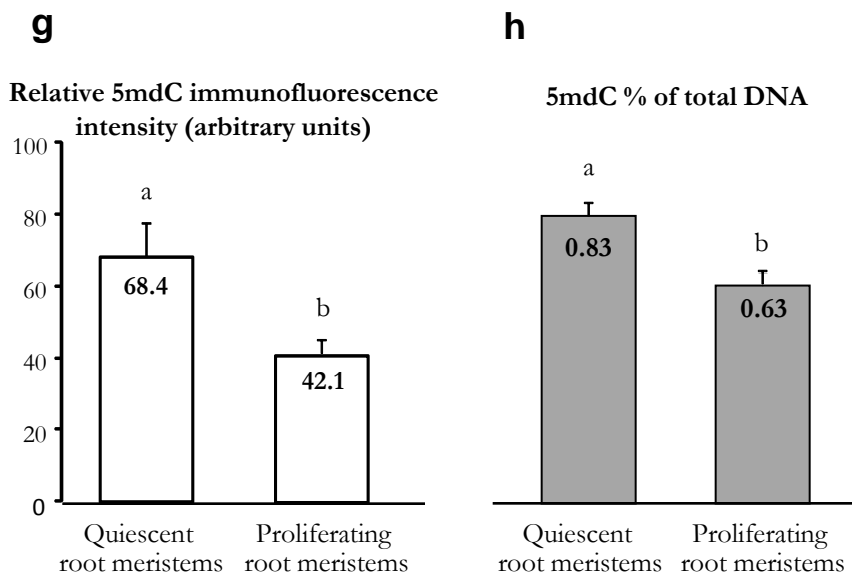 g
Relative 5mdC immunofluorescence
intensity (arbitrary units)
100
80
60
40
20
0
a
68.4
b
42.1
Quiescent
root meristems
Proliferating
root meristems
h
5mdC % of total DNA
a
0.83
b
0.63
Quiescent
root meristems
Proliferating
root meristems